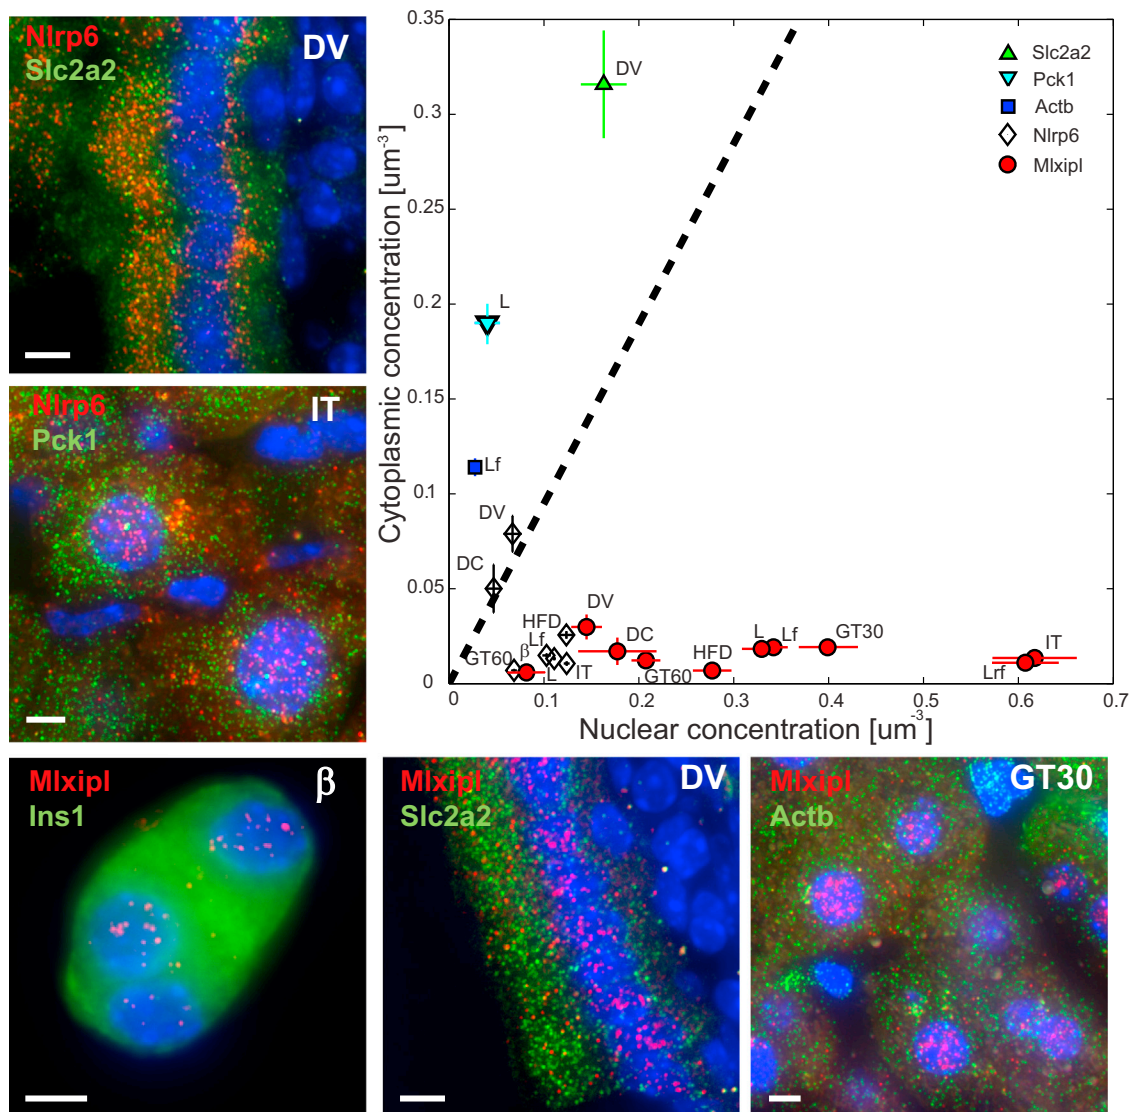 Nlrp6
DV
Slc2a2
Nlrp6
IT
Pck1
0.35
0.3
0.25
0.2
0.15
0.1
0.05
0
Cytoplasmic concentration [um-3]
Slc2a2
Pck1
Actb
Nlrp6
Mlxipl
DV
L
Lf
DV
DC
HFD
DV
Lf
DC
GT60
β
L
IT
GT60
HFD
L
Lf
GT30
IT
Lrf
0
0.1
0.2
0.3
0.4
0.5
0.6
0.7
Nuclear concentration [um-3]
Mlxipl
β
Ins1
Mlxipl
DV
Slc2a2
Mlxipl
GT30
Actb